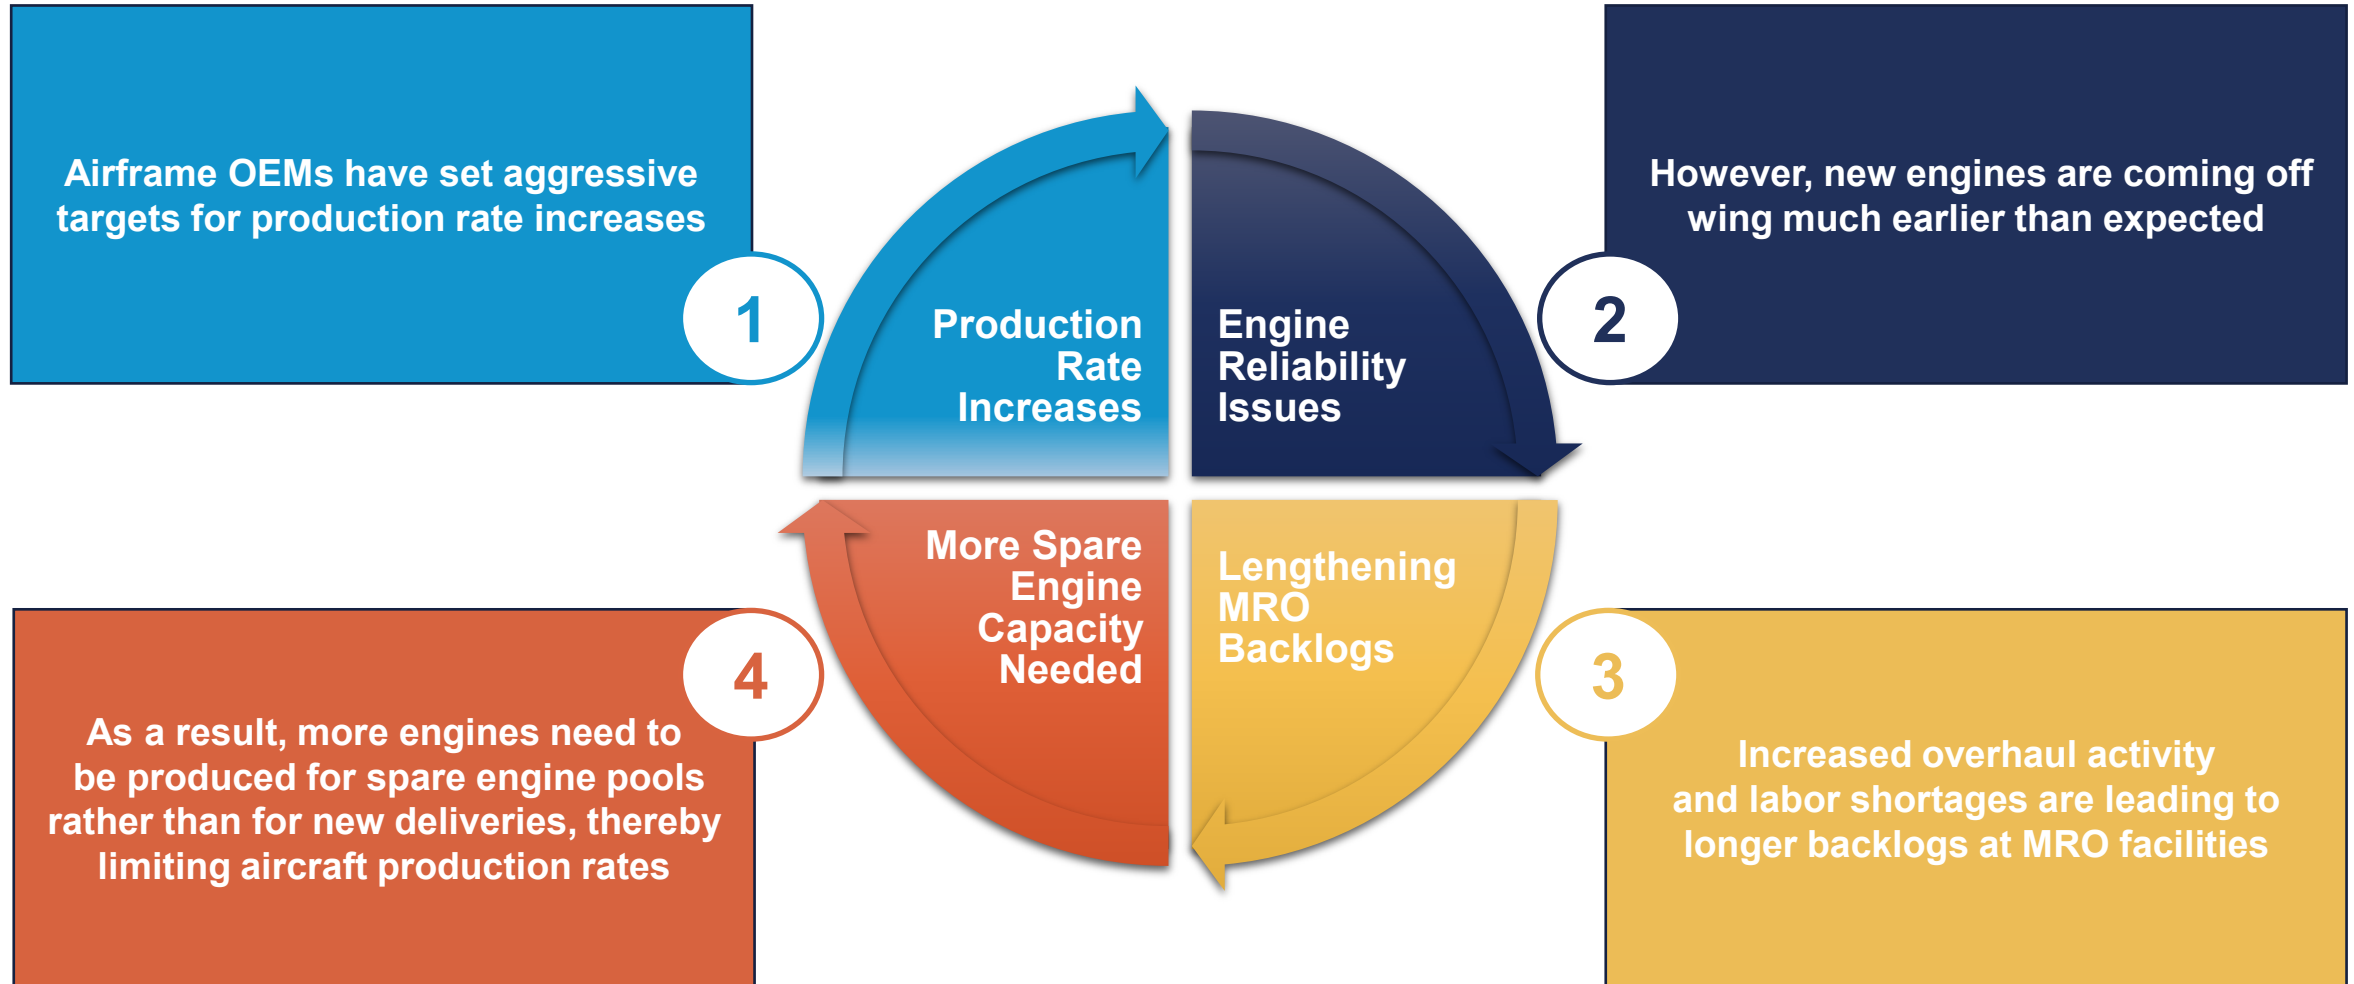 Airframe OEMs have set aggressive
targets for production rate increases
1
Production
Rate
Increases
Engine
Reliability
Issues
2
However, new engines are coming off
wing much earlier than expected
Lengthening
MRO
Backlogs
3
Increased overhaul activity
and labor shortages are leading to
longer backlogs at MRO facilities
More Spare
Engine
Capacity
Needed
4
As a result, more engines need to
be produced for spare engine pools
rather than for new deliveries, thereby
limiting aircraft production rates